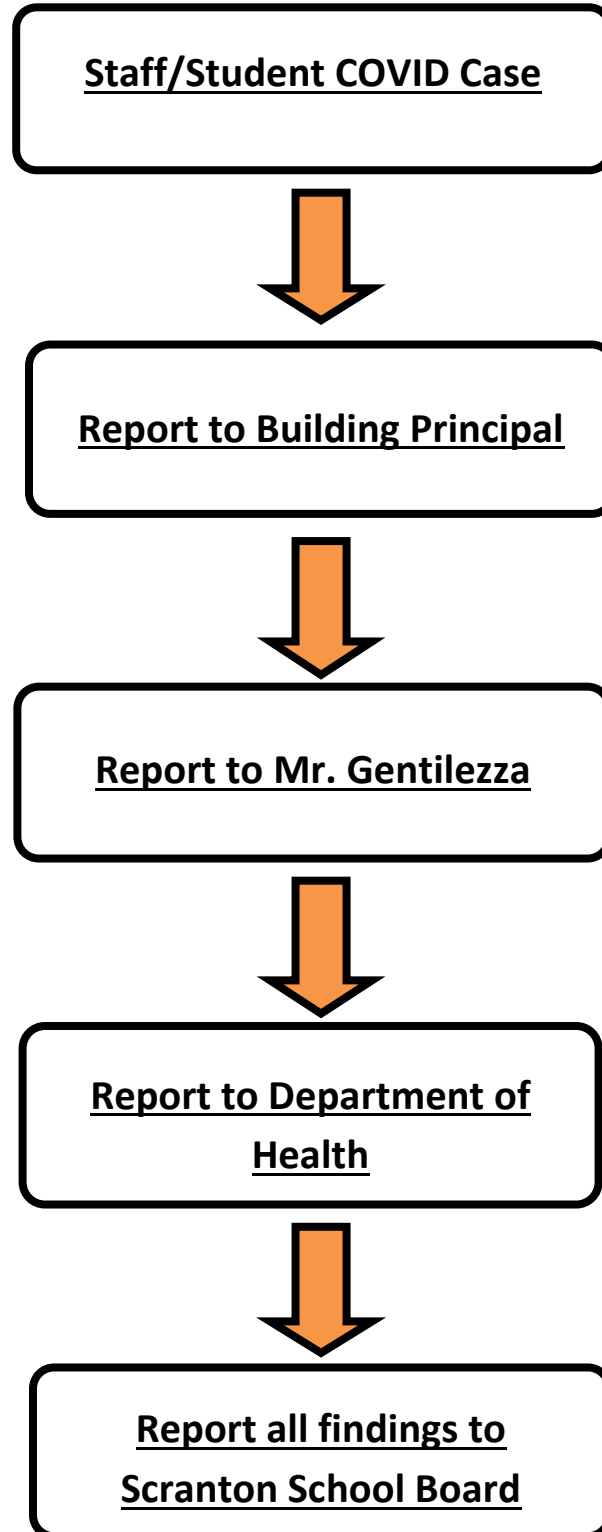 Staff/Student COVID Case
Report to Building Principal
Report to Mr. Gentilezza
Report to Department of
Health
Report all findings to
Scranton School Board